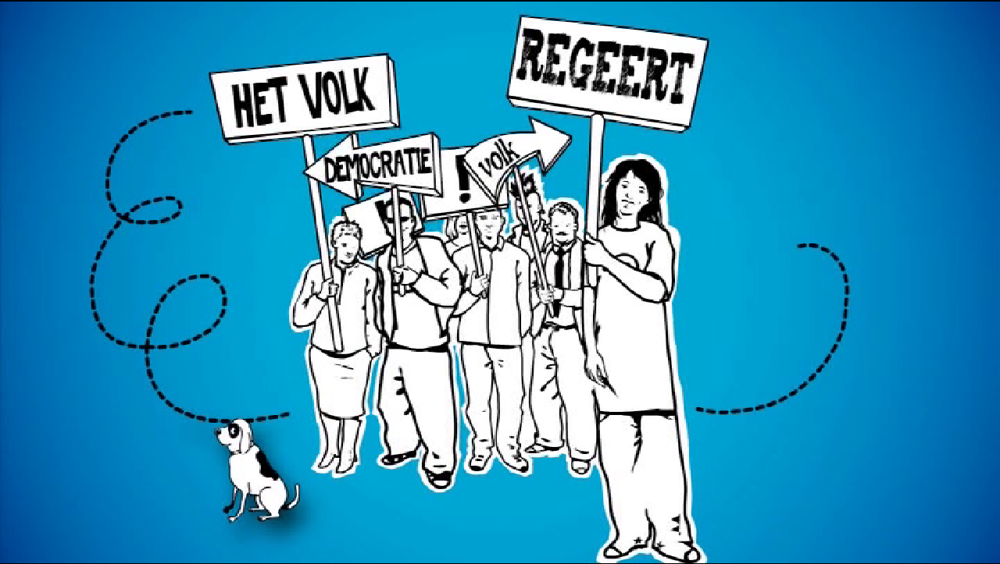 HET VOLK
REGEERT
DEMOCRATIE
!
volk